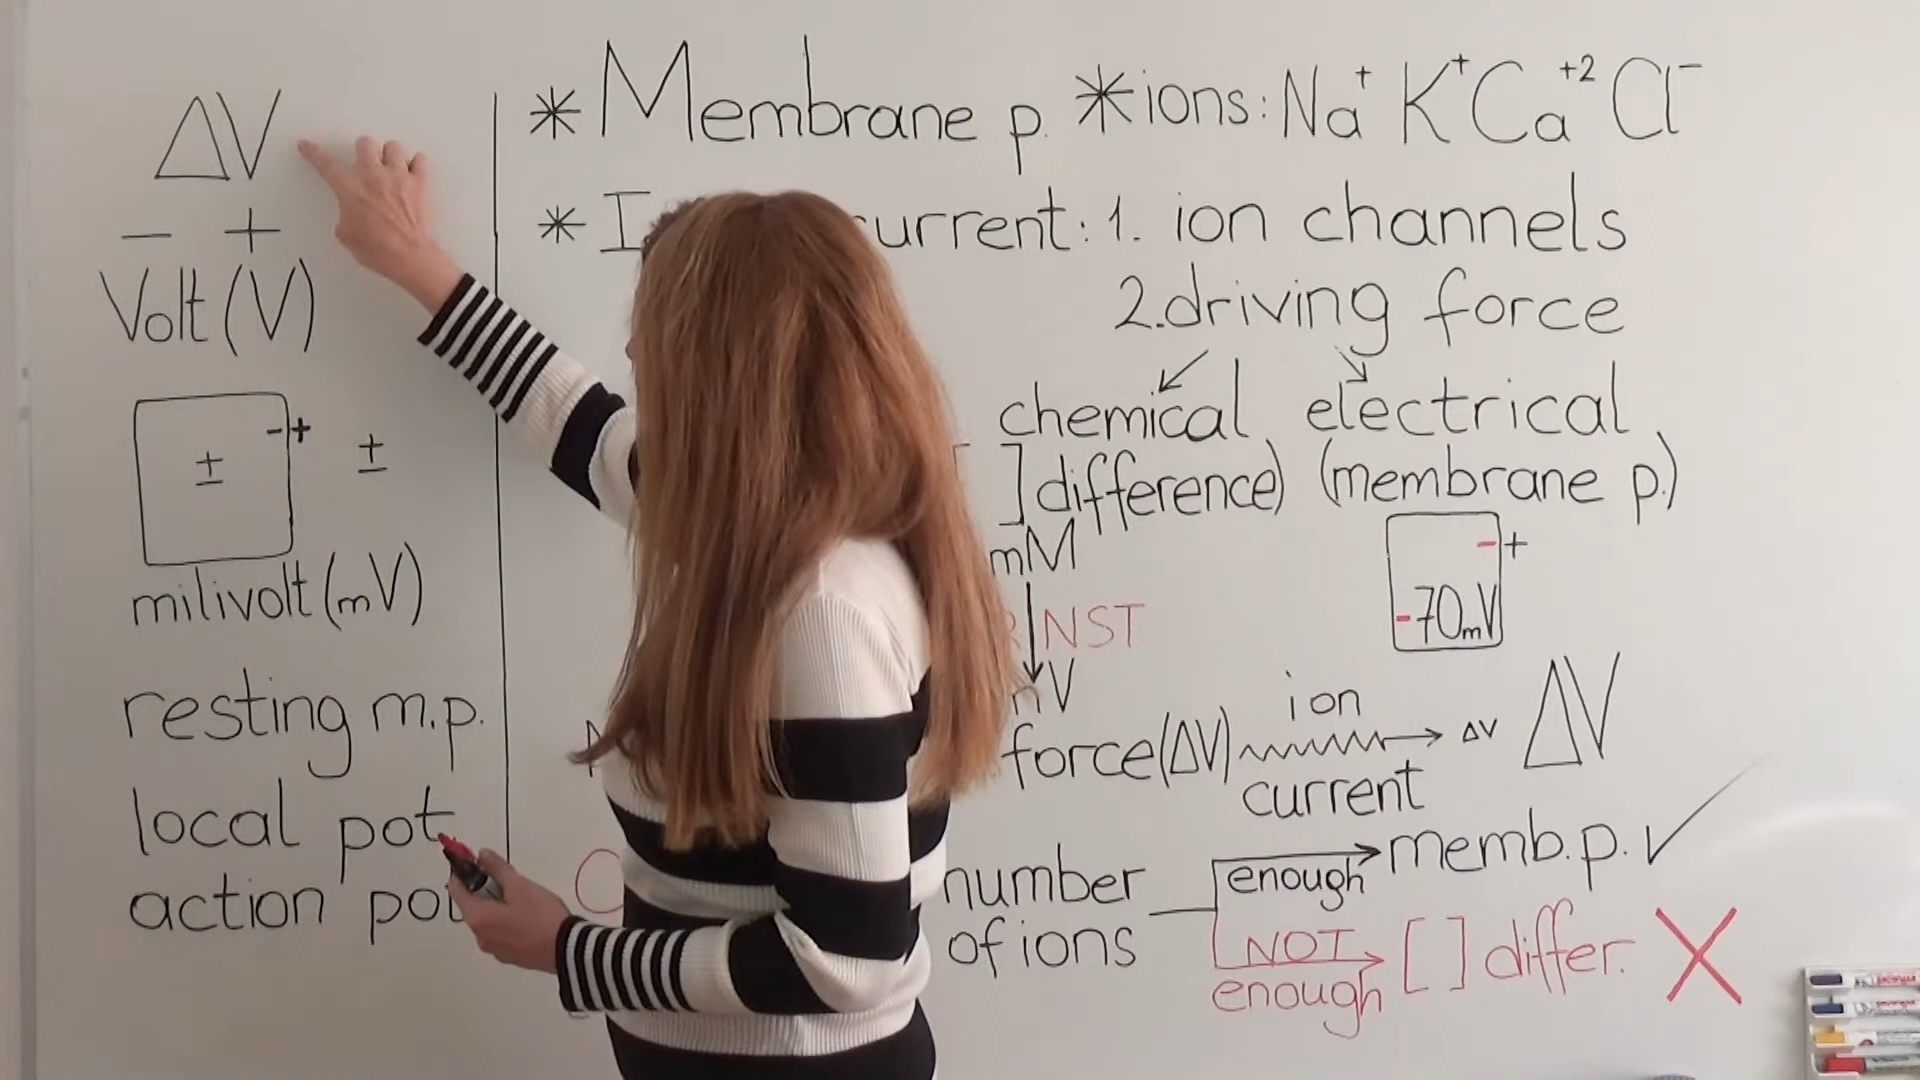 ΔV
− +
Volt (V)
± -+ ±
milivolt (mV)
resting m.p.
local pot
action pot
* Membrane p. * ions: Na⁺ K⁺ Ca⁺² Cl⁻
* I current: 1. ion channels
2. driving force
chemical electrical
] difference) (membrane p.)
mM
- +
-70mV
NST
force (ΔV) ion current ΔV ΔV
number of ions
enough memb. p. ✓
NOT enough [ ] differ. X